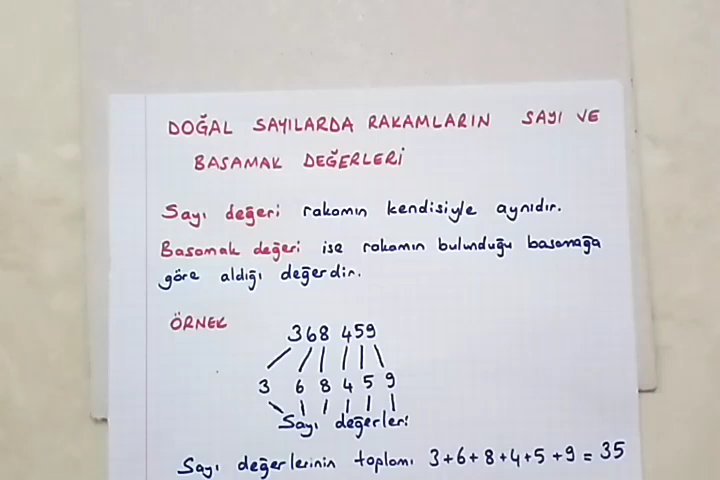 DOĞAL SAYILARDA RAKAMLARIN SAYI VE
BASAMAK DEĞERLERİ
Sayı değeri rakamın kendisiyle aynıdır.
Basamak değeri ise rakamın bulunduğu basamağa
göre aldığı değerdir.
ÖRNEK
368 459
3 6 8 4 5 9
Sayı değerleri
Sayı değerlerinin toplamı 3+6+8+4+5+9=35